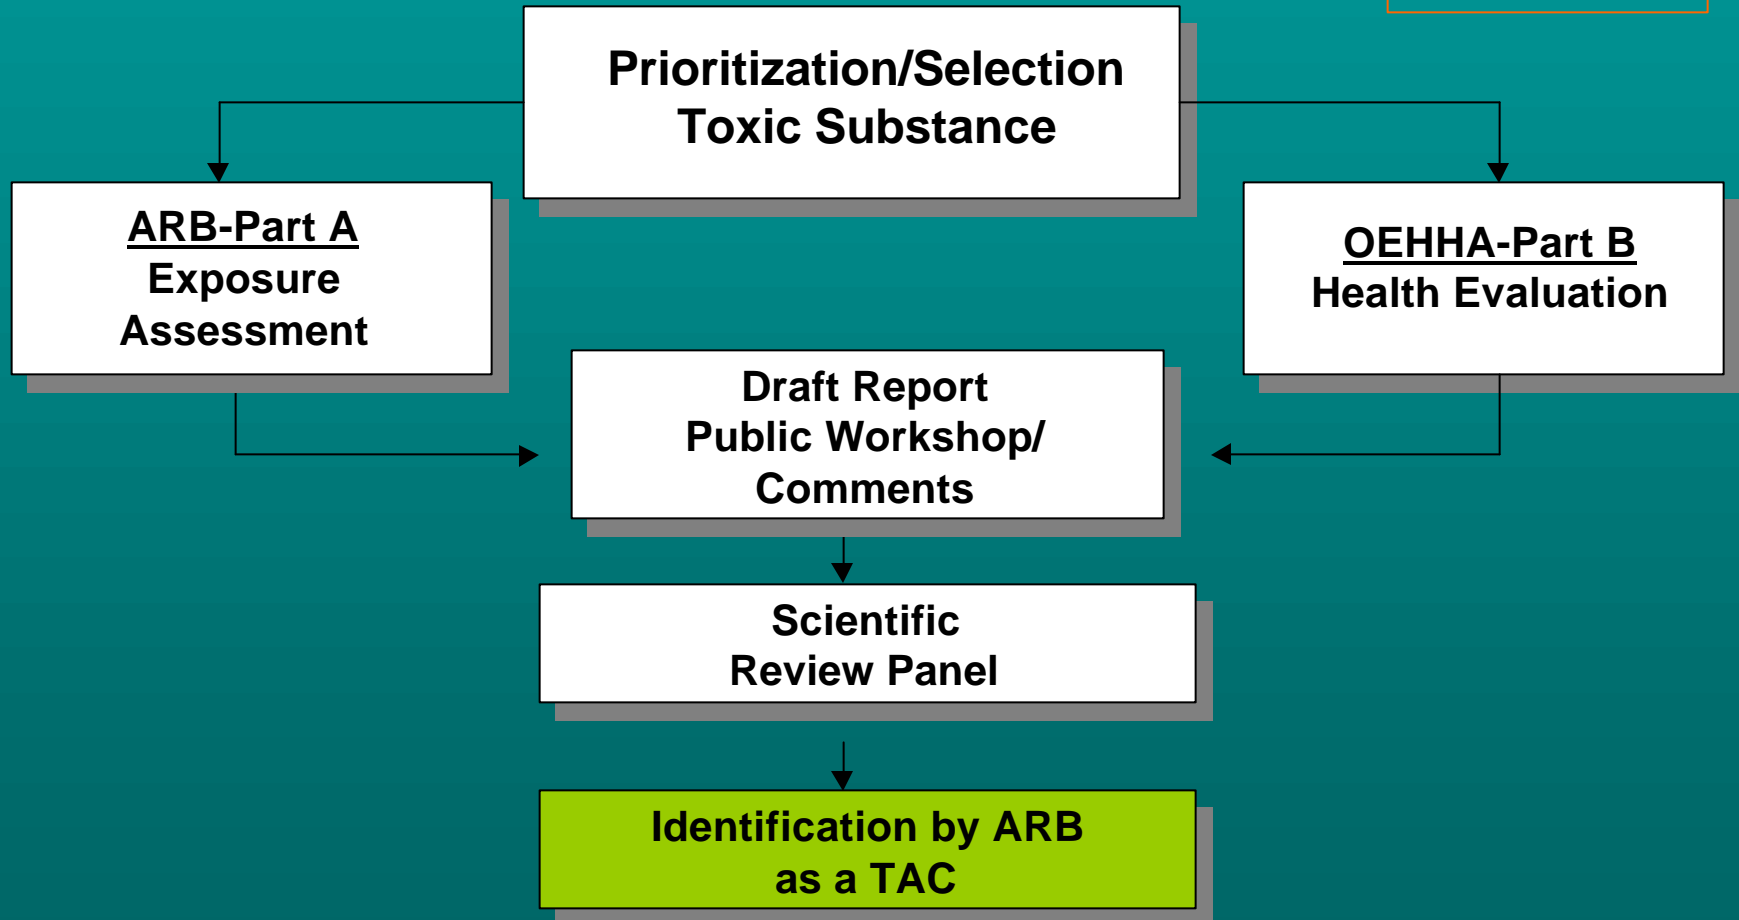 Prioritization/Selection
Toxic Substance
ARB-Part A
Exposure
Assessment
OEHHA-Part B
Health Evaluation
Draft Report
Public Workshop/
Comments
Scientific
Review Panel
Identification by ARB
as a TAC